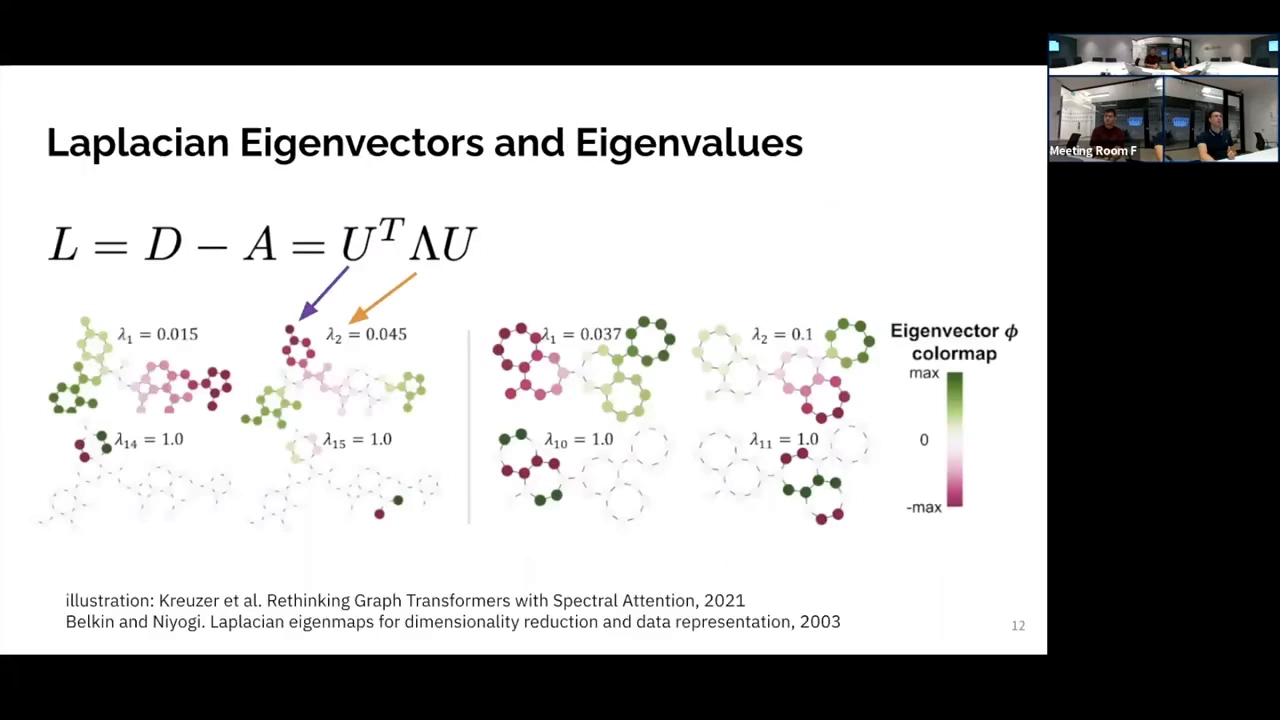 Laplacian Eigenvectors and Eigenvalues
L = D − A = UᵀΛU
λ₁ = 0.015
λ₂ = 0.045
λ₁ = 0.037
λ₂ = 0.1
Eigenvector ϕ
colormap
max
0
-max
λ₁₄ = 1.0
λ₁₅ = 1.0
λ₁₀ = 1.0
λ₁₁ = 1.0
illustration: Kreuzer et al. Rethinking Graph Transformers with Spectral Attention, 2021
Belkin and Niyogi. Laplacian eigenmaps for dimensionality reduction and data representation, 2003
12
Meeting Room F